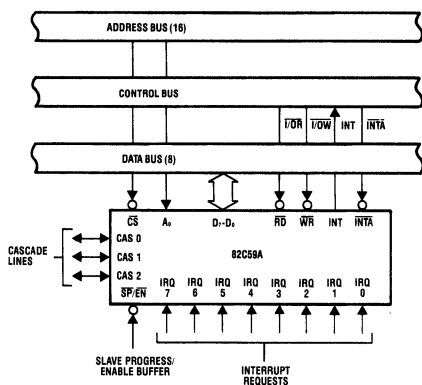 ADDRESS BUS (16)
CONTROL BUS
I/OR I/OW INT INTA
DATA BUS (8)
CS A₀ D₇-D₀ RD WR INT INTA
CASCADE LINES
CAS 0
CAS 1
CAS 2
82C59A
SP/EN
IRQ 7 IRQ 6 IRQ 5 IRQ 4 IRQ 3 IRQ 2 IRQ 1 IRQ 0
SLAVE PROGRESS/
ENABLE BUFFER
INTERRUPT
REQUESTS